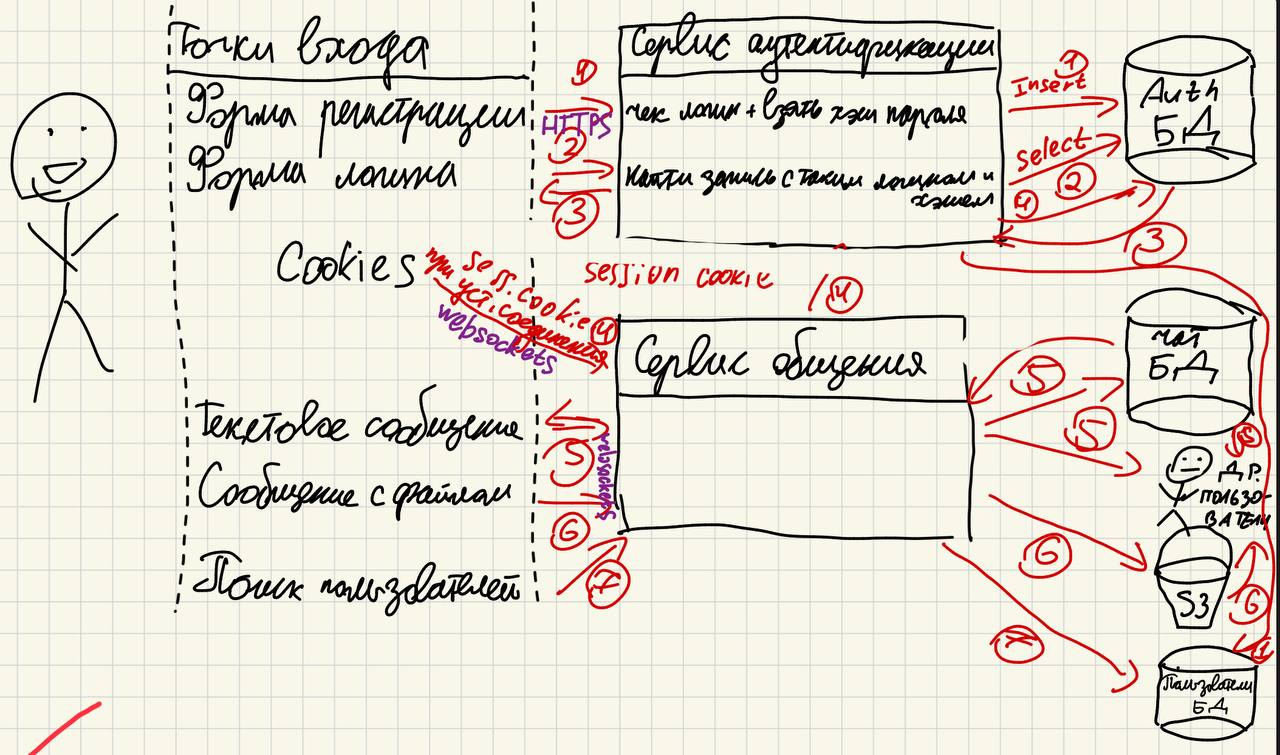 Точки входа
Форма регистрации
Форма логина
Cookies
Текстовое сообщение
Сообщение с файлом
Поиск пользователей
1
HTTPS
2
3
Сервис аутентификации
чек логин + взять хэш пароля
Найти запись с таким логином и
хэшем
1
Insert
select
2
4
3
Auth
БД
session cookie
4
при sess. cookie
уст. соединения
4
websockets
Сервис общения
5
websockets
6
7
5
5
6
7
чат
БД
5
ДР.
ПОЛЬЗО-
ВАТЕЛИ
S3
6
1
Пользователи
БД